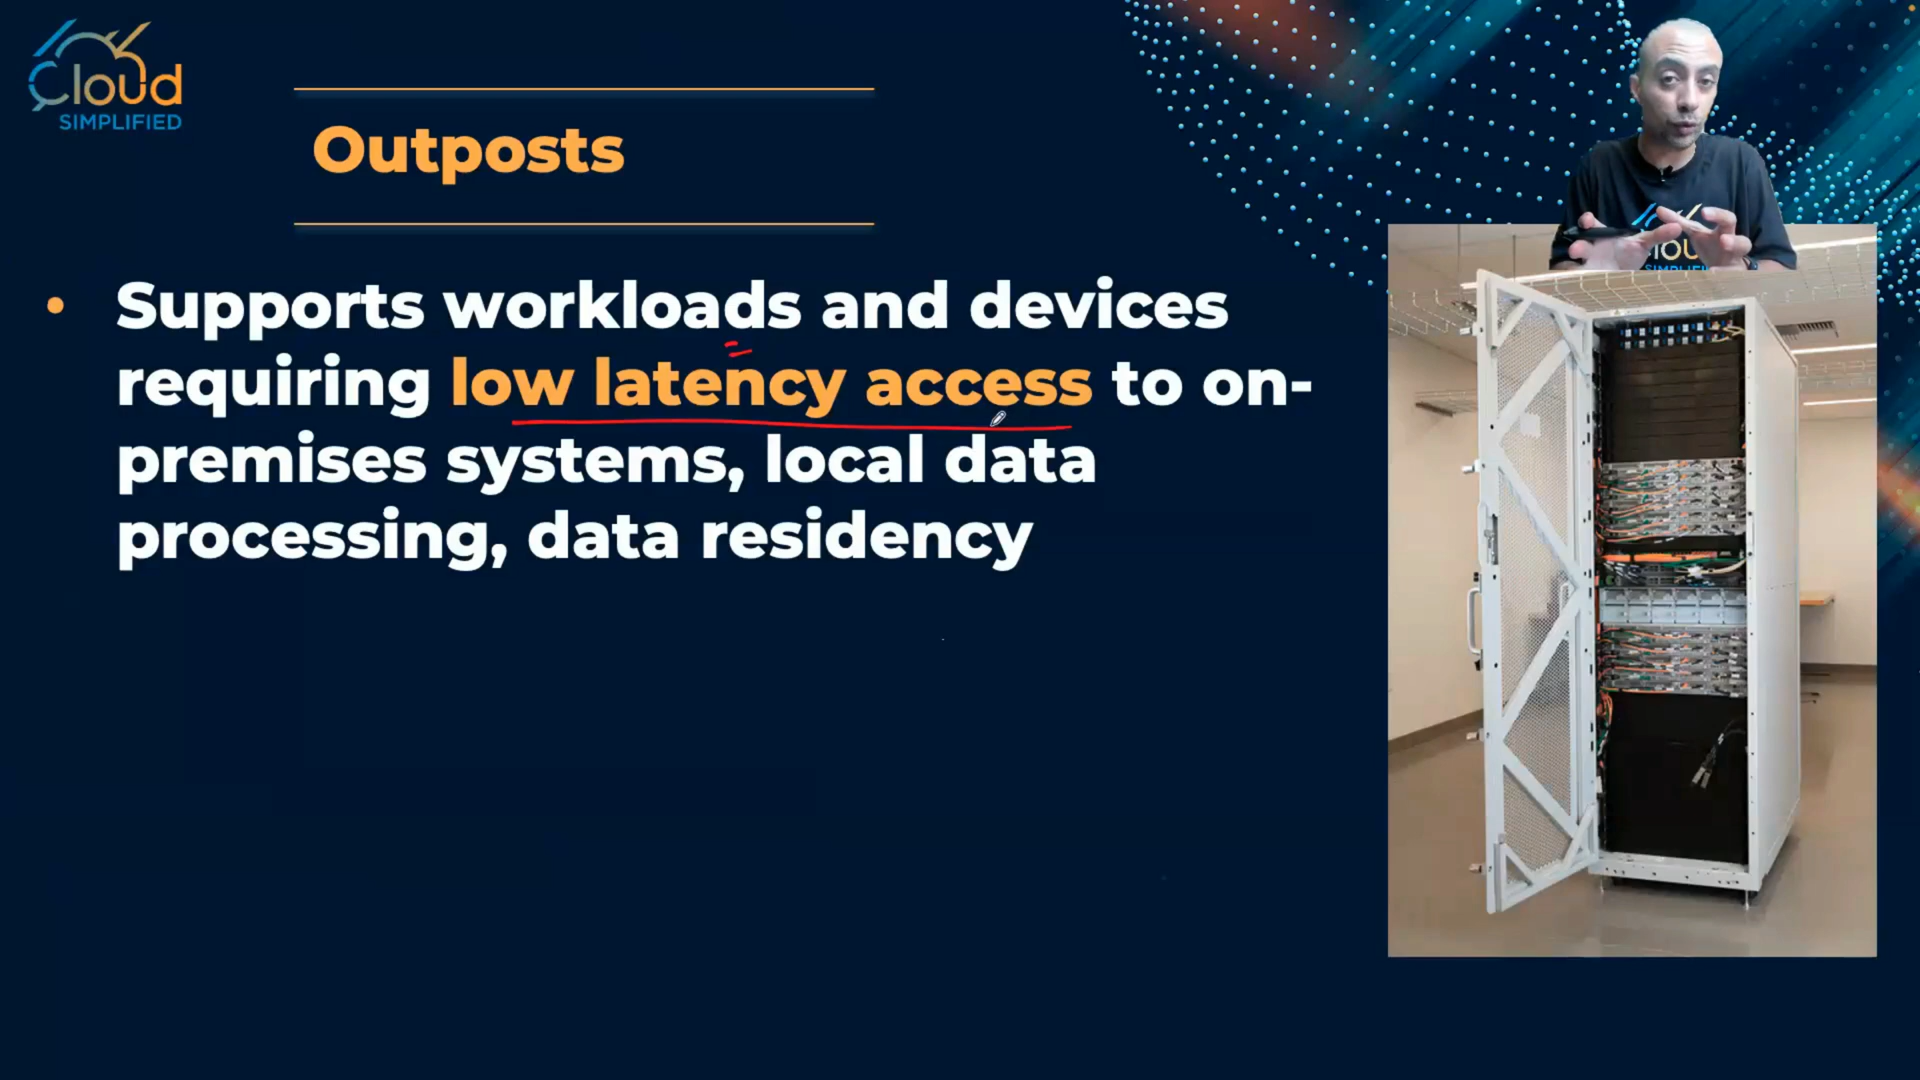 Cloud
SIMPLIFIED
Outposts
• Supports workloads and devices
requiring low latency access to on-
premises systems, local data
processing, data residency